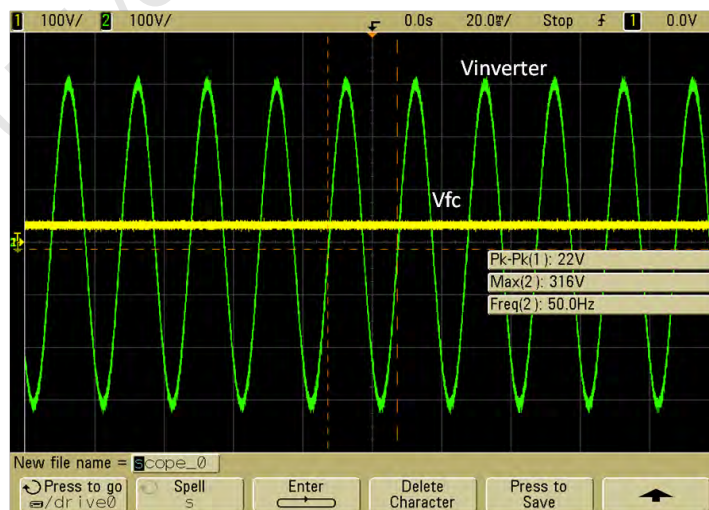 1 100V/ 2 100V/ 0.0s 20.0ms/ Stop 1 0.0V
Vinverter
Vfc
Pk-Pk(1): 22V
Max(2): 316V
Freq(2): 50.0Hz
New file name = scope_0
Press to go Spell Enter Delete Press to
/drive0 s Character Save